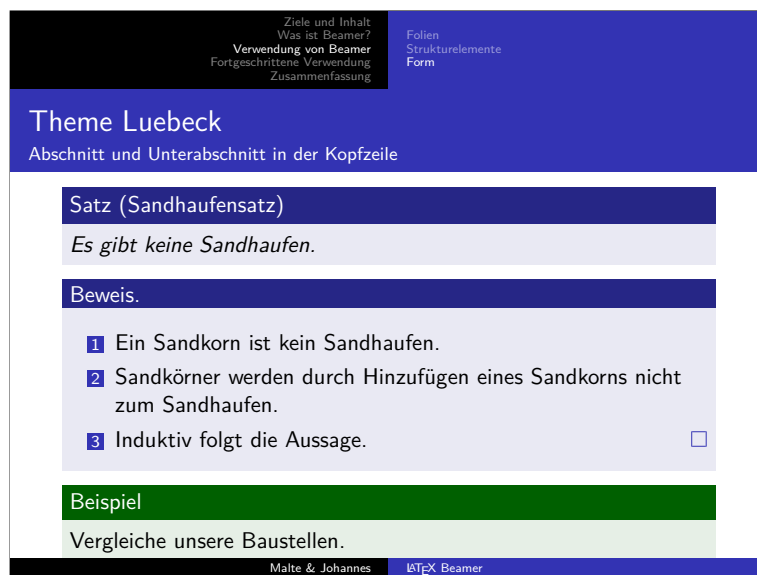 Ziele und Inhalt
Was ist Beamer?
Verwendung von Beamer
Fortgeschrittene Verwendung
Zusammenfassung
Folien
Strukturelemente
Form
Theme Luebeck
Abschnitt und Unterabschnitt in der Kopfzeile
Satz (Sandhaufensatz)
Es gibt keine Sandhaufen.
Beweis.
1 Ein Sandkorn ist kein Sandhaufen.
2 Sandkörner werden durch Hinzufügen eines Sandkorns nicht
zum Sandhaufen.
3 Induktiv folgt die Aussage. □
Beispiel
Vergleiche unsere Baustellen.
Malte & Johannes
LATEX Beamer